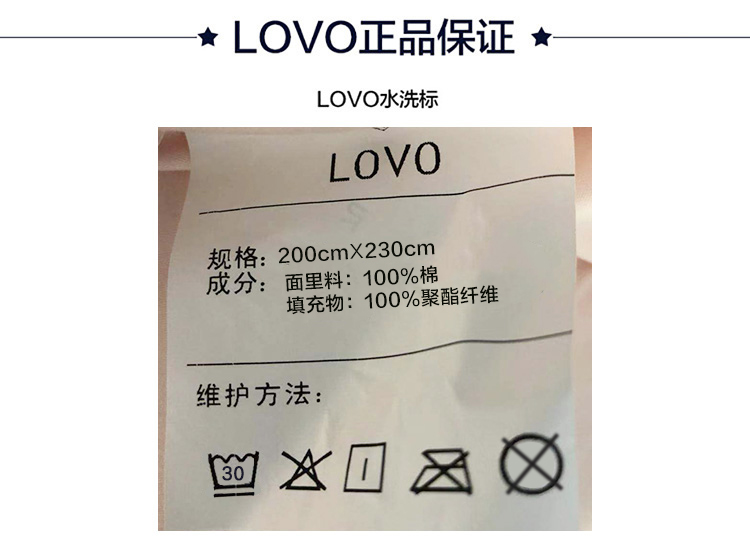 LOVO正品保证
LOVO水洗标
LOVO
规格：200cmX230cm
成分：面里料：100%棉
填充物：100%聚酯纤维
维护方法：
30